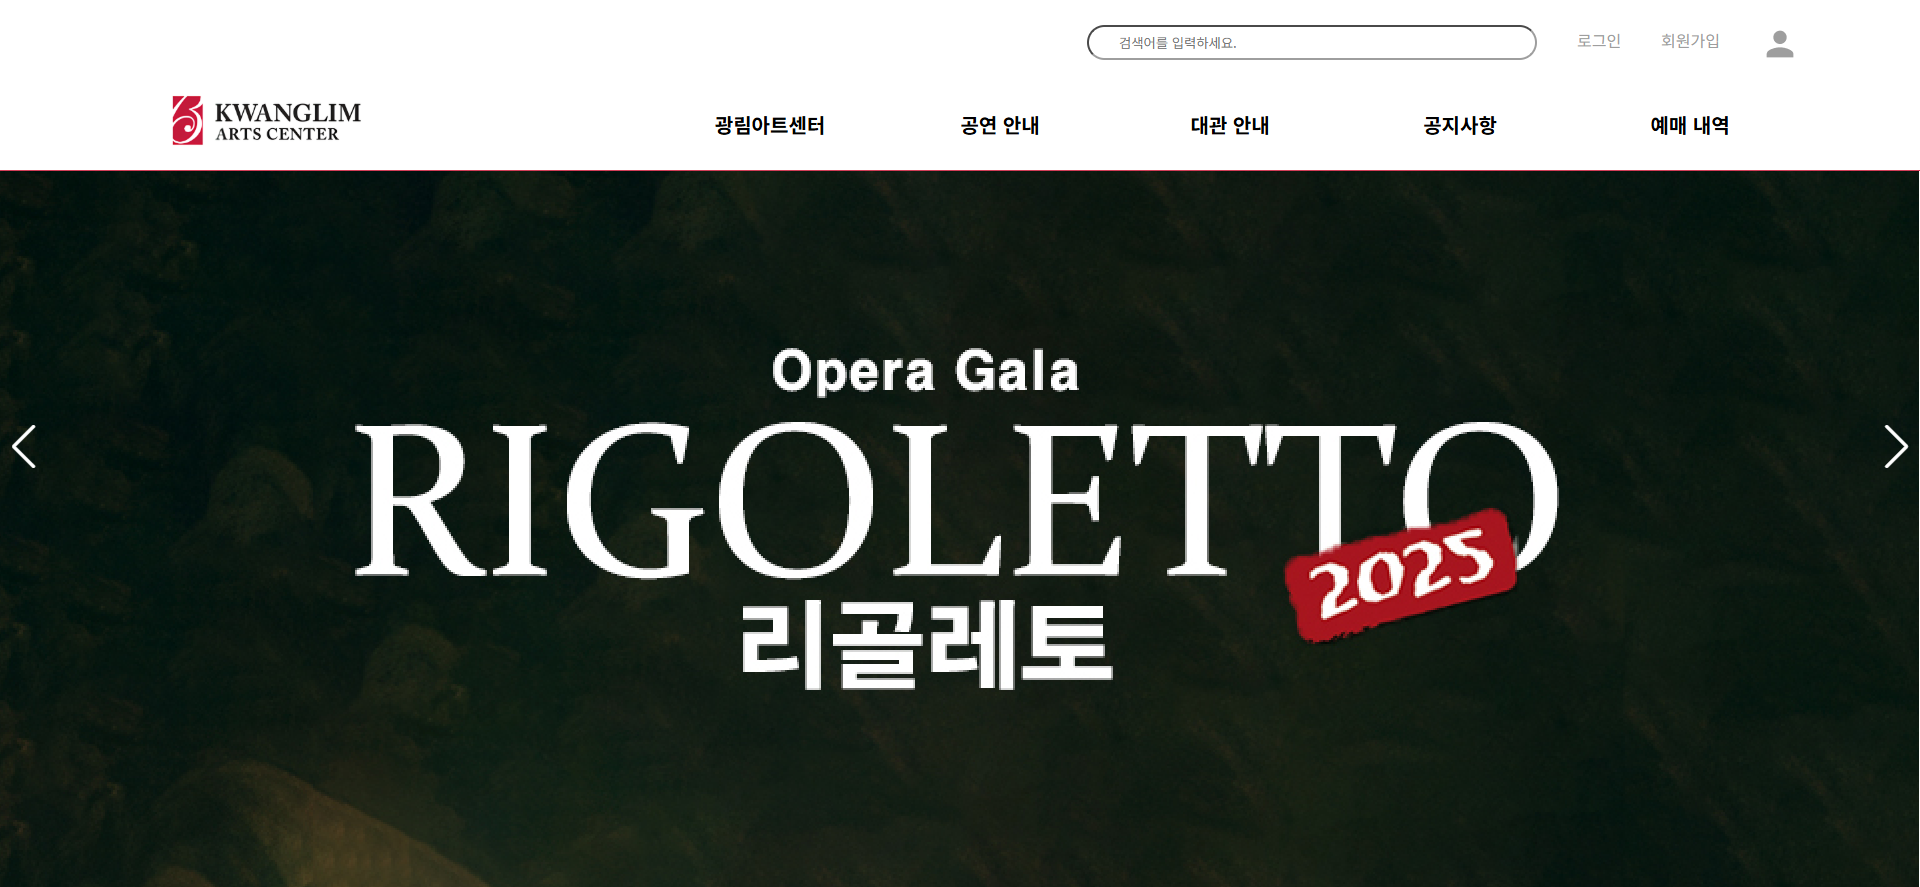 검색어를 입력하세요.
로그인
회원가입
KWANGLIM
ARTS CENTER
광림아트센터
공연 안내
대관 안내
공지사항
예매 내역
Opera Gala
RIGOLETTO
2025
리골레토